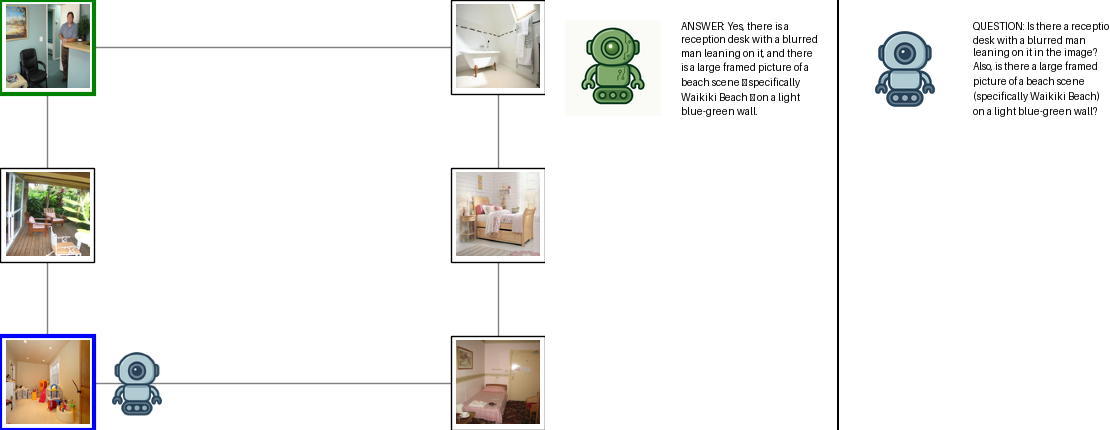 ANSWER: Yes, there is a
reception desk with a blurred
man leaning on it, and there
is a large framed picture of a
beach scene specifically
Waikiki Beach on a light
blue-green wall.
QUESTION: Is there a receptio
desk with a blurred man
leaning on it in the image?
Also, is there a large framed
picture of a beach scene
(specifically Waikiki Beach)
on a light blue-green wall?